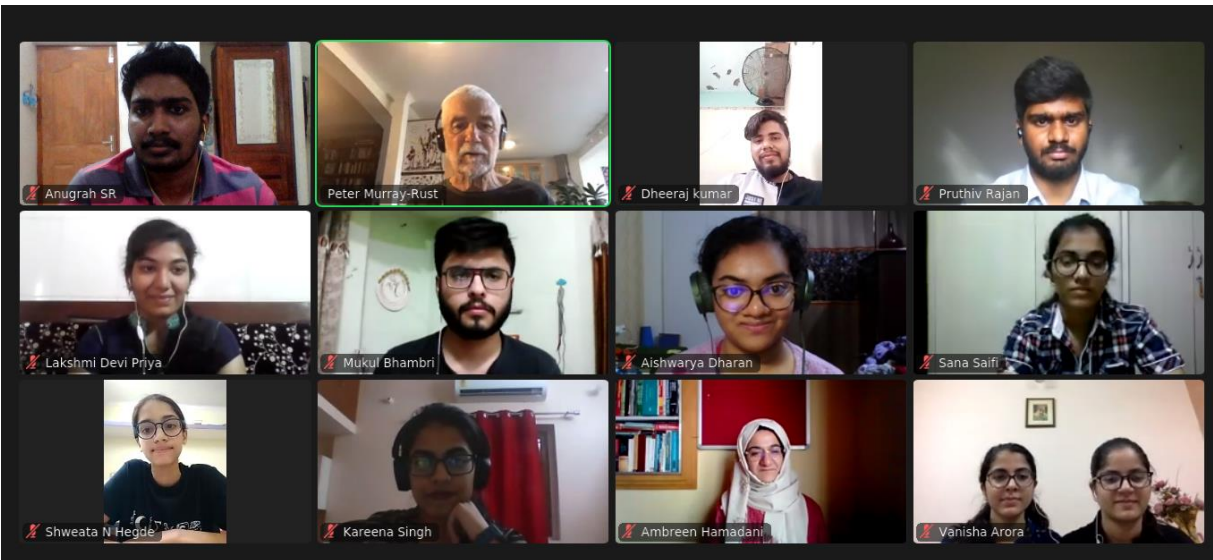 Anugrah SR
Peter Murray-Rust
Dheeraj kumar
Pruthiv Rajan
Lakshmi Devi Priya
Mukul Bhambri
Aishwarya Dharan
Sana Saifi
Shweata N Hegde
Kareena Singh
Ambreen Hamadani
Vanisha Arora